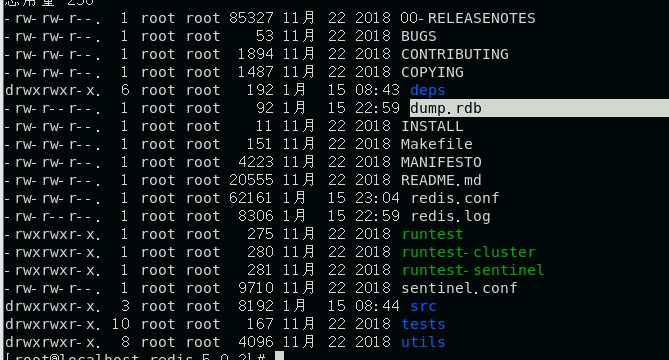 总用量 256
-rw-rw-r--.  1 root root 85327 11月 22 2018 00-RELEASENOTES
-rw-rw-r--.  1 root root    53 11月 22 2018 BUGS
-rw-rw-r--.  1 root root  1894 11月 22 2018 CONTRIBUTING
-rw-rw-r--.  1 root root  1487 11月 22 2018 COPYING
drwxrwxr-x.  6 root root   192 1月  15 08:43 deps
-rw-r--r--.  1 root root    92 1月  15 22:59 dump.rdb
-rw-rw-r--.  1 root root    11 11月 22 2018 INSTALL
-rw-rw-r--.  1 root root   151 11月 22 2018 Makefile
-rw-rw-r--.  1 root root  4223 11月 22 2018 MANIFESTO
-rw-rw-r--.  1 root root 20555 11月 22 2018 README.md
-rw-rw-r--.  1 root root 62161 1月  15 23:04 redis.conf
-rw-r--r--.  1 root root  8306 1月  15 22:59 redis.log
-rwxrwxr-x.  1 root root   275 11月 22 2018 runtest
-rwxrwxr-x.  1 root root   280 11月 22 2018 runtest-cluster
-rwxrwxr-x.  1 root root   281 11月 22 2018 runtest-sentinel
-rw-rw-r--.  1 root root  9710 11月 22 2018 sentinel.conf
drwxrwxr-x.  3 root root  8192 1月  15 08:44 src
drwxrwxr-x. 10 root root   167 11月 22 2018 tests
drwxrwxr-x.  8 root root  4096 11月 22 2018 utils
[root@localhost redis-5.0.2]#